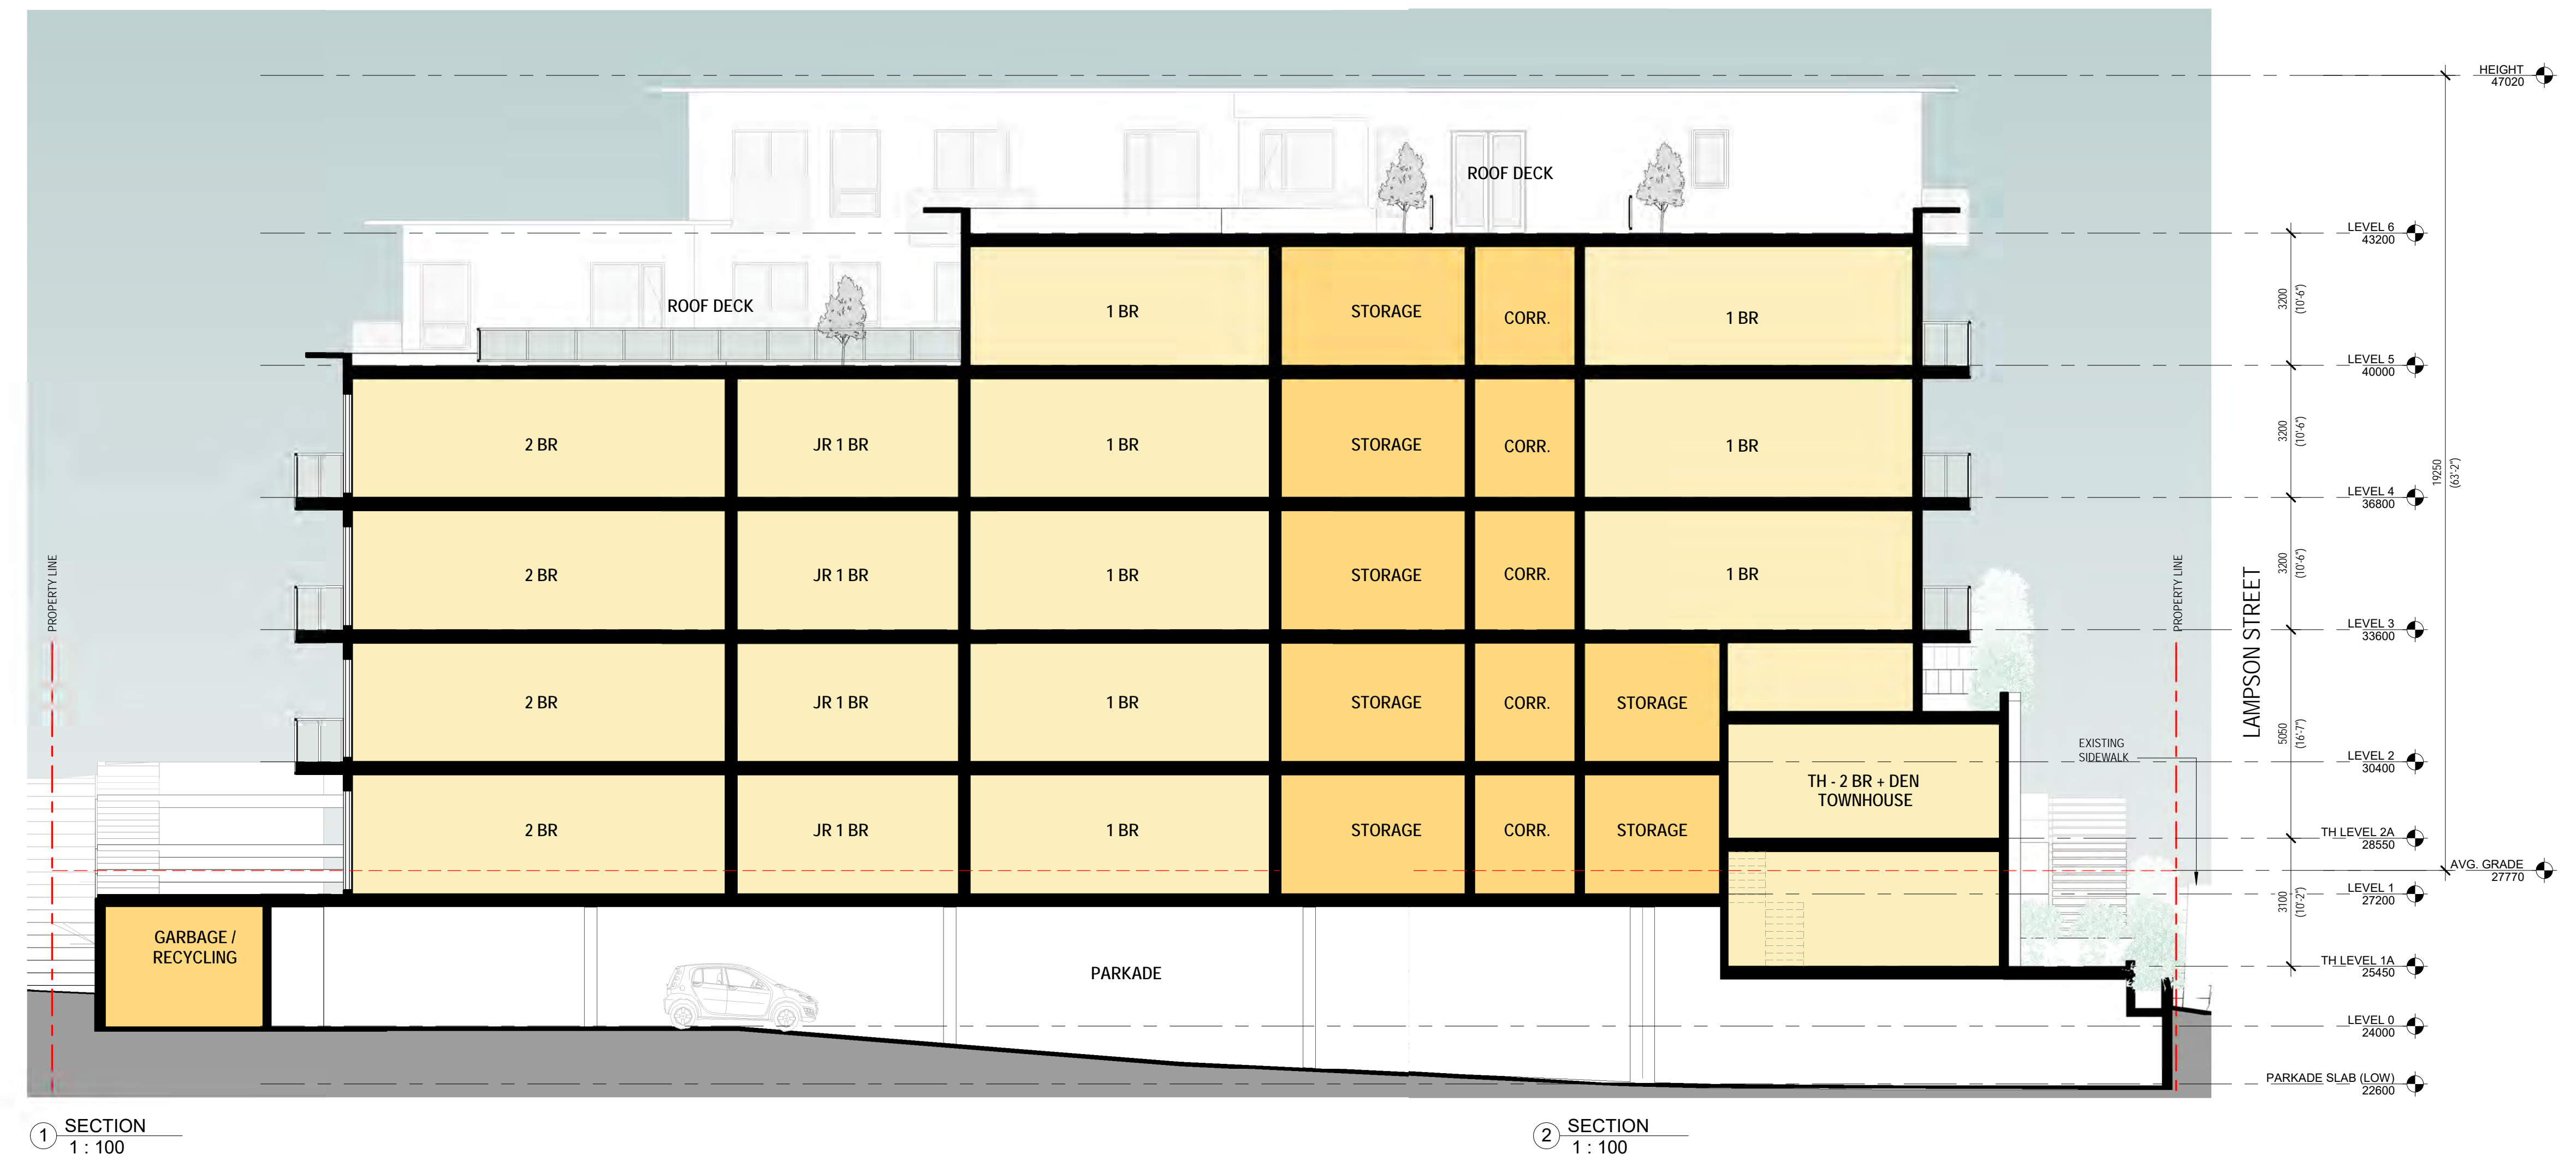 HEIGHT
47020
ROOF DECK
LEVEL 6
43200
ROOF DECK
1 BR
STORAGE
CORR.
1 BR
3200
(10'-6")
LEVEL 5
40000
2 BR
JR 1 BR
1 BR
STORAGE
CORR.
1 BR
3200
(10'-6")
19250
(63'-2")
LEVEL 4
36800
PROPERTY LINE
2 BR
JR 1 BR
1 BR
STORAGE
CORR.
1 BR
PROPERTY LINE
LAMPSON STREET
3200
(10'-6")
LEVEL 3
33600
2 BR
JR 1 BR
1 BR
STORAGE
CORR.
STORAGE
EXISTING
SIDEWALK
5050
(16'-7")
LEVEL 2
30400
2 BR
JR 1 BR
1 BR
STORAGE
CORR.
STORAGE
TH - 2 BR + DEN
TOWNHOUSE
TH LEVEL 2A
28550
AVG. GRADE
27770
LEVEL 1
27200
3100
(10'-2")
GARBAGE /
RECYCLING
PARKADE
TH LEVEL 1A
25450
LEVEL 0
24000
PARKADE SLAB (LOW)
22600
1 SECTION
1 : 100
2 SECTION
1 : 100